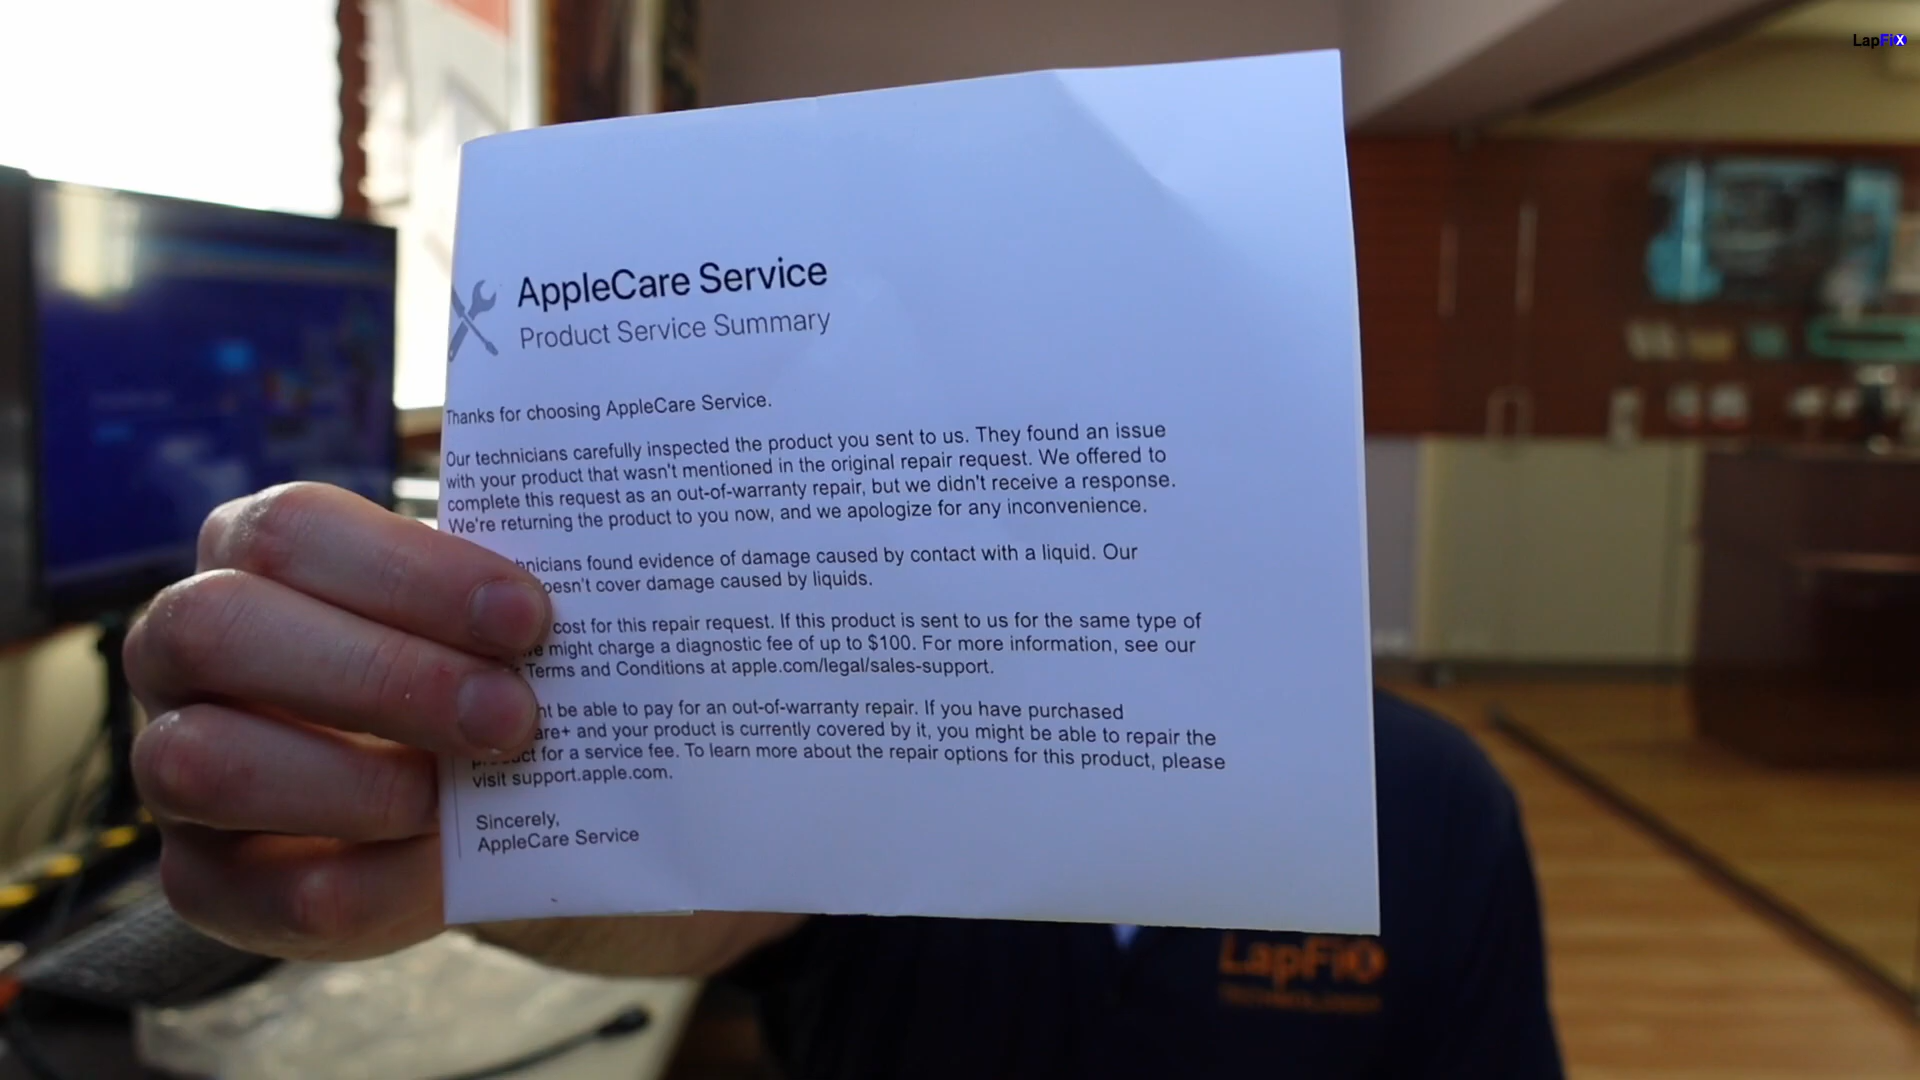 LapFix
AppleCare Service
Product Service Summary
Thanks for choosing AppleCare Service.
Our technicians carefully inspected the product you sent to us. They found an issue
with your product that wasn't mentioned in the original repair request. We offered to
complete this request as an out-of-warranty repair, but we didn't receive a response.
We're returning the product to you now, and we apologize for any inconvenience.
found evidence of damage caused by contact with a liquid. Our
cover damage caused by liquids.
cost for this repair request. If this product is sent to us for the same type of
might charge a diagnostic fee of up to $100. For more information, see our
Terms and Conditions at apple.com/legal/sales-support.
be able to pay for an out-of-warranty repair. If you have purchased
and your product is currently covered by it, you might be able to repair the
for a service fee. To learn more about the repair options for this product, please
visit support.apple.com.
Sincerely,
AppleCare Service
LapFix